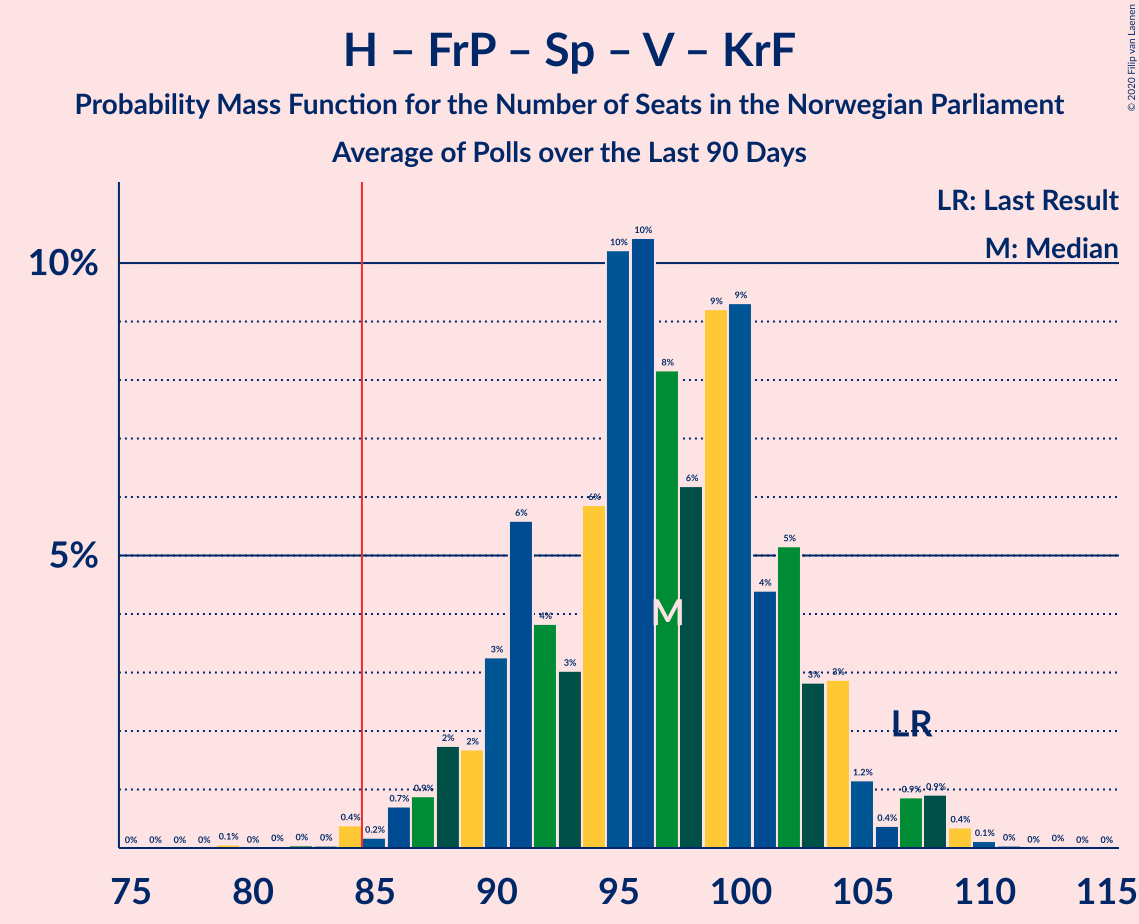 H – FrP – Sp – V – KrF
Probability Mass Function for the Number of Seats in the Norwegian Parliament
Average of Polls over the Last 90 Days
© 2020 Filip van Laenen
LR: Last Result
M: Median
10%
5%
0% 0% 0% 0% 0.1% 0% 0% 0% 0% 0.4% 0.2% 0.7% 0.9% 2% 2% 3% 6% 4% 3% 6% 10% 10% 8% 6% 9% 9% 4% 5% 3% 3% 1.2% 0.4% 0.9% 0.9% 0.4% 0.1% 0% 0% 0% 0% 0%
M
LR
75 80 85 90 95 100 105 110 115